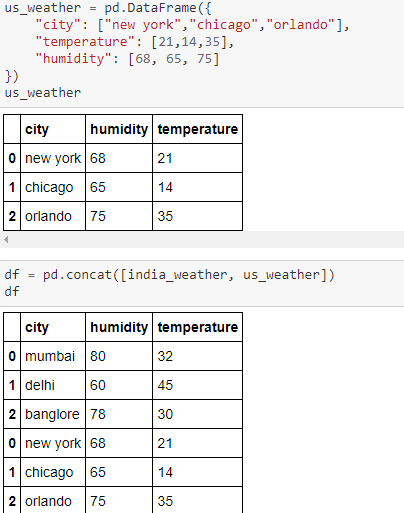 us_weather = pd.DataFrame({
    "city": ["new york","chicago","orlando"],
    "temperature": [21,14,35],
    "humidity": [68, 65, 75]
})
us_weather
city humidity temperature
0 new york 68 21
1 chicago 65 14
2 orlando 75 35
df = pd.concat([india_weather, us_weather])
df
city humidity temperature
0 mumbai 80 32
1 delhi 60 45
2 banglore 78 30
0 new york 68 21
1 chicago 65 14
2 orlando 75 35